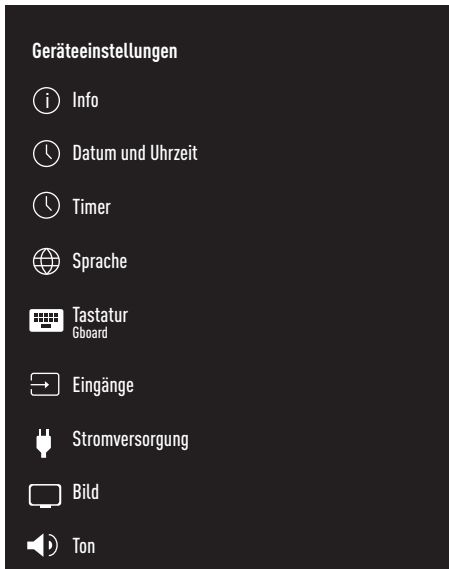 Geräteeinstellungen
Info
Datum und Uhrzeit
Timer
Sprache
Tastatur
Gboard
Eingänge
Stromversorgung
Bild
Ton